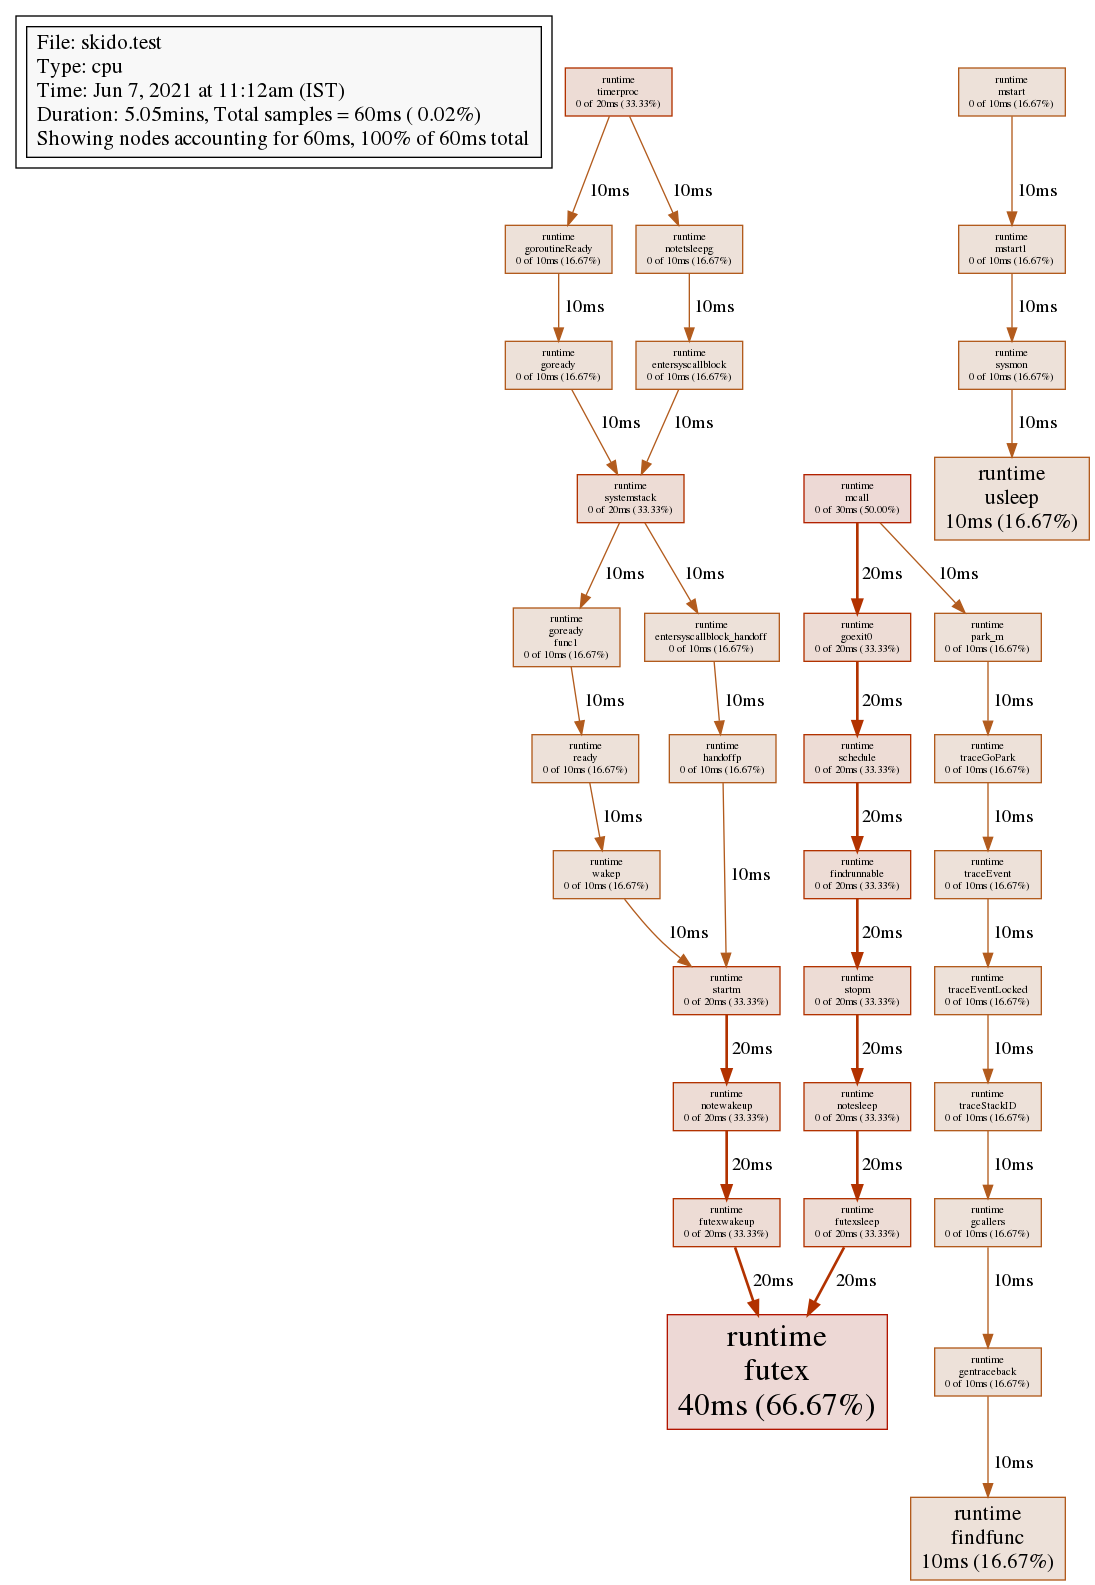 File: skido.test
Type: cpu
Time: Jun 7, 2021 at 11:12am (IST)
Duration: 5.05mins, Total samples = 60ms ( 0.02%)
Showing nodes accounting for 60ms, 100% of 60ms total
runtime
timerproc
0 of 20ms (33.33%)
runtime
mstart
0 of 10ms (16.67%)
10ms
10ms
10ms
runtime
goroutineReady
0 of 10ms (16.67%)
runtime
notetsleepg
0 of 10ms (16.67%)
runtime
mstart1
0 of 10ms (16.67%)
10ms
10ms
10ms
runtime
goready
0 of 10ms (16.67%)
runtime
entersyscallblock
0 of 10ms (16.67%)
runtime
sysmon
0 of 10ms (16.67%)
10ms
10ms
10ms
runtime
systemstack
0 of 20ms (33.33%)
runtime
mcall
0 of 30ms (50.00%)
runtime
usleep
10ms (16.67%)
10ms
10ms
20ms
10ms
runtime
goready
func1
0 of 10ms (16.67%)
runtime
entersyscallblock_handoff
0 of 10ms (16.67%)
runtime
goexit0
0 of 20ms (33.33%)
runtime
park_m
0 of 10ms (16.67%)
10ms
10ms
20ms
10ms
runtime
ready
0 of 10ms (16.67%)
runtime
handoffp
0 of 10ms (16.67%)
runtime
schedule
0 of 20ms (33.33%)
runtime
traceGoPark
0 of 10ms (16.67%)
10ms
20ms
10ms
runtime
wakep
0 of 10ms (16.67%)
10ms
runtime
findrunnable
0 of 20ms (33.33%)
runtime
traceEvent
0 of 10ms (16.67%)
10ms
20ms
10ms
runtime
startm
0 of 20ms (33.33%)
runtime
stopm
0 of 20ms (33.33%)
runtime
traceEventLocked
0 of 10ms (16.67%)
20ms
20ms
10ms
runtime
notewakeup
0 of 20ms (33.33%)
runtime
notesleep
0 of 20ms (33.33%)
runtime
traceStackID
0 of 10ms (16.67%)
20ms
20ms
10ms
runtime
futexwakeup
0 of 20ms (33.33%)
runtime
futexsleep
0 of 20ms (33.33%)
runtime
gcallers
0 of 10ms (16.67%)
20ms
20ms
10ms
runtime
futex
40ms (66.67%)
runtime
gentraceback
0 of 10ms (16.67%)
10ms
runtime
findfunc
10ms (16.67%)